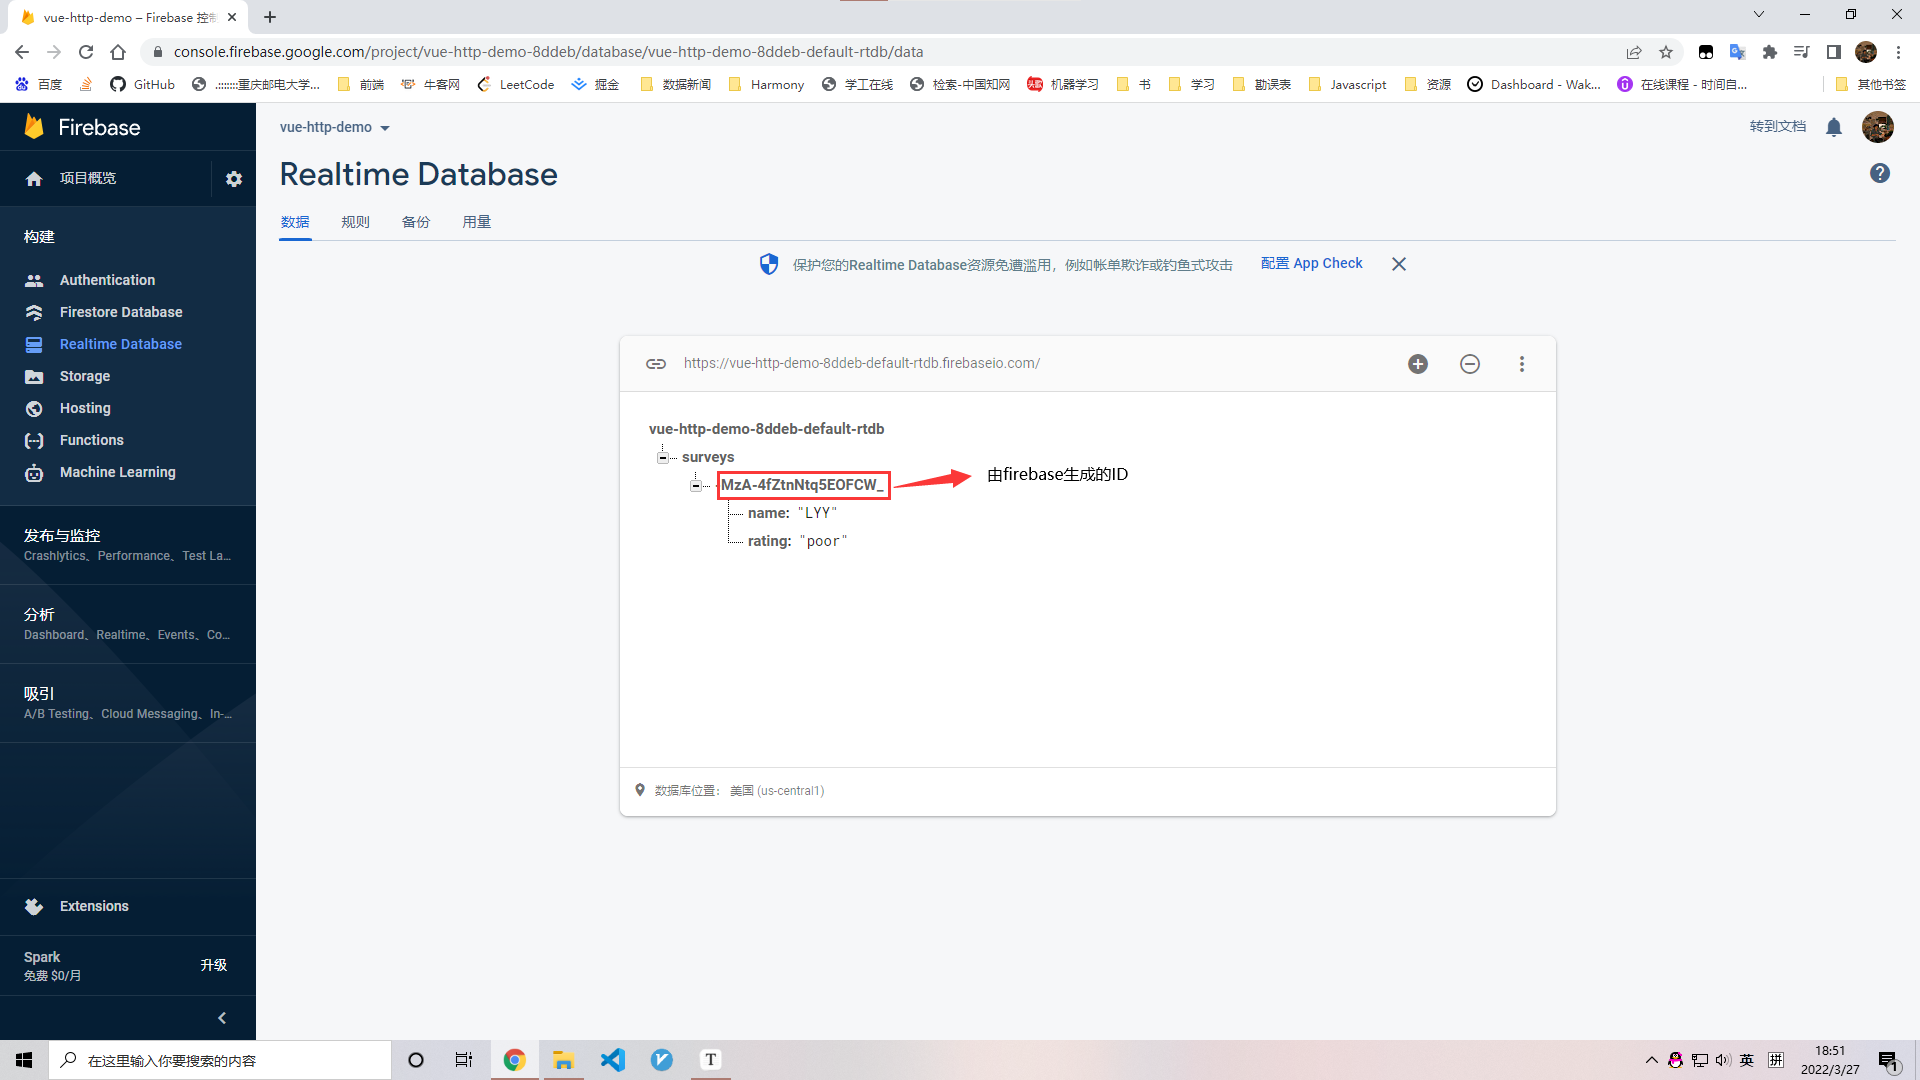 vue-http-demo – Firebase 控制
console.firebase.google.com/project/vue-http-demo-8ddeb/database/vue-http-demo-8ddeb-default-rtdb/data
百度 GitHub .:::::::重庆邮电大学... 前端 牛客网 LeetCode 掘金 数据新闻 Harmony 学工在线 检索-中国知网 机器学习 书 学习 勘误表 Javascript 资源 Dashboard - Wak... 在线课程 - 时间自... 其他书签
Firebase
项目概览
构建
Authentication
Firestore Database
Realtime Database
Storage
Hosting
Functions
Machine Learning
发布与监控
Crashlytics、Performance、Test La...
分析
Dashboard、Realtime、Events、Co...
吸引
A/B Testing、Cloud Messaging、In-...
Extensions
Spark
免费 $0/月
升级
vue-http-demo
转到文档
Realtime Database
数据 规则 备份 用量
保护您的Realtime Database资源免遭滥用，例如帐单欺诈或钓鱼式攻击 配置 App Check
https://vue-http-demo-8ddeb-default-rtdb.firebaseio.com/
vue-http-demo-8ddeb-default-rtdb
surveys
MzA-4fZtnNtq5EOFCW_
由firebase生成的ID
name: "LYY"
rating: "poor"
数据库位置： 美国 (us-central1)
在这里输入你要搜索的内容
英
拼
18:51
2022/3/27
1